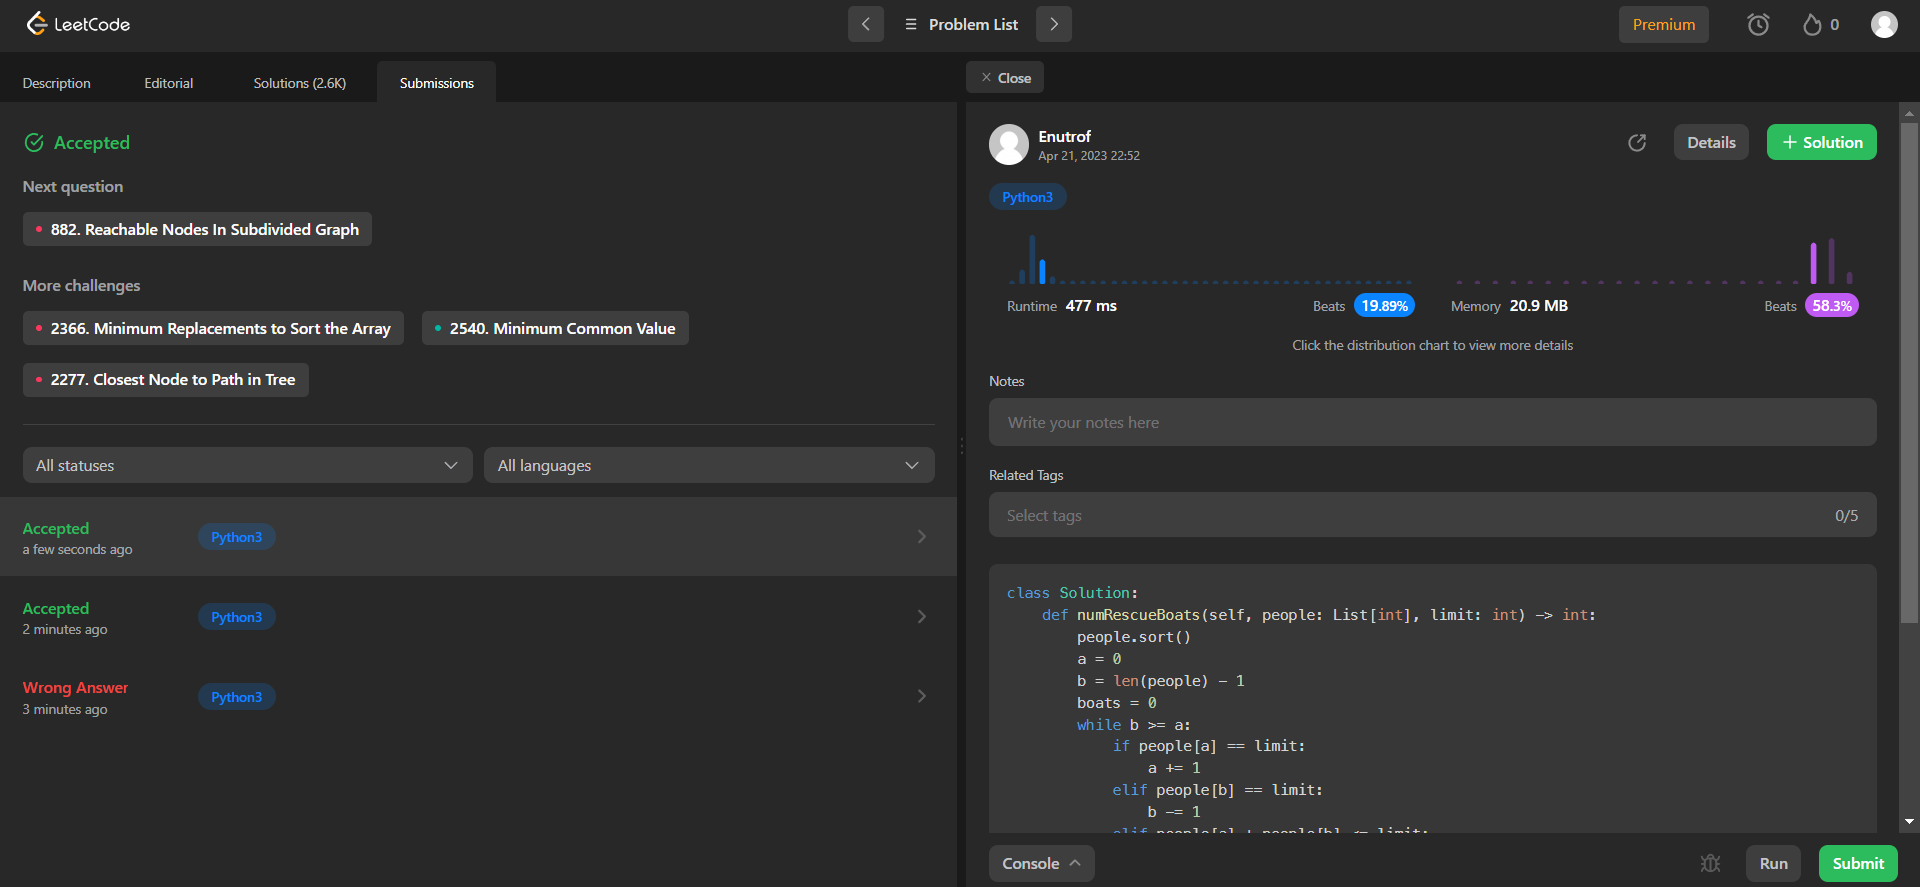 LeetCode
Problem List
Premium
0
Description
Editorial
Solutions (2.6K)
Submissions
Accepted
Next question
882. Reachable Nodes In Subdivided Graph
More challenges
2366. Minimum Replacements to Sort the Array
2540. Minimum Common Value
2277. Closest Node to Path in Tree
All statuses
All languages
Accepted
a few seconds ago
Python3
Accepted
2 minutes ago
Python3
Wrong Answer
3 minutes ago
Python3
Close
Enutrof
Apr 21, 2023 22:52
Details
+ Solution
Python3
Runtime 477 ms
Beats 19.89%
Memory 20.9 MB
Beats 58.3%
Click the distribution chart to view more details
Notes
Write your notes here
Related Tags
Select tags
0/5
class Solution:
    def numRescueBoats(self, people: List[int], limit: int) -> int:
        people.sort()
        a = 0
        b = len(people) - 1
        boats = 0
        while b >= a:
            if people[a] == limit:
                a += 1
            elif people[b] == limit:
                b -= 1
            elif people[a] + people[b] <= limit:
Console
Run
Submit